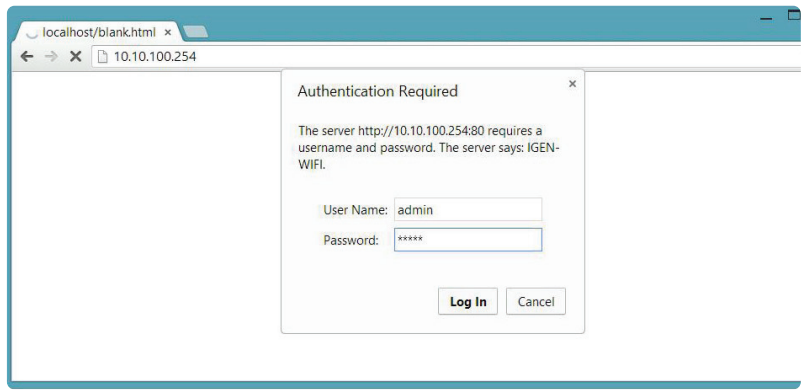 localhost/blank.html ×
10.10.100.254
Authentication Required ×
The server http://10.10.100.254:80 requires a
username and password. The server says: IGEN-
WIFI.
User Name: admin
Password: *****
Log In Cancel